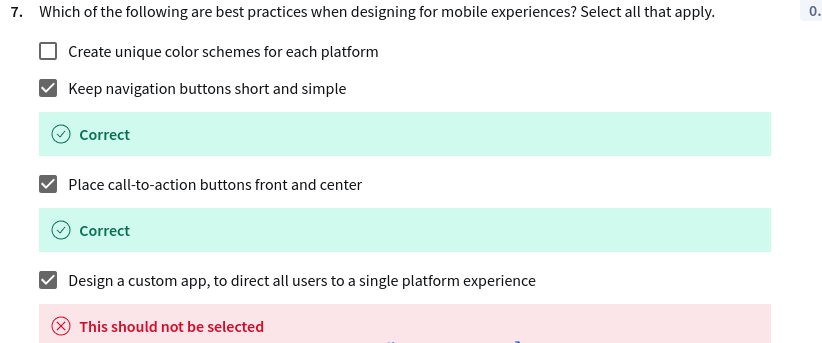 7. Which of the following are best practices when designing for mobile experiences? Select all that apply.
0.
Create unique color schemes for each platform
Keep navigation buttons short and simple
Correct
Place call-to-action buttons front and center
Correct
Design a custom app, to direct all users to a single platform experience
This should not be selected